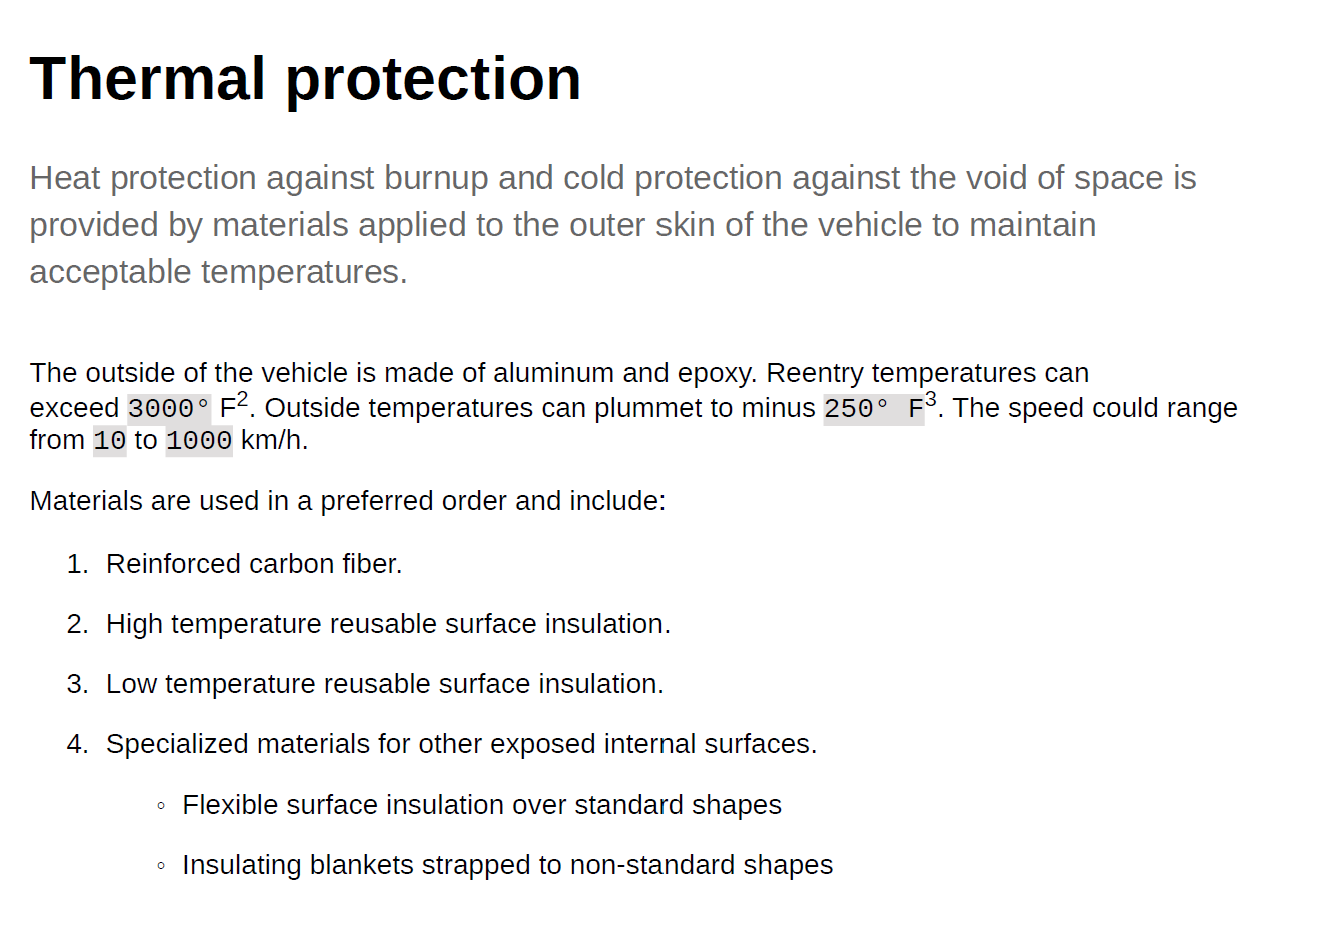 Thermal protection
Heat protection against burnup and cold protection against the void of space is
provided by materials applied to the outer skin of the vehicle to maintain
acceptable temperatures.
The outside of the vehicle is made of aluminum and epoxy. Reentry temperatures can
exceed 3000° F². Outside temperatures can plummet to minus 250° F³. The speed could range
from 10 to 1000 km/h.
Materials are used in a preferred order and include:
1. Reinforced carbon fiber.
2. High temperature reusable surface insulation.
3. Low temperature reusable surface insulation.
4. Specialized materials for other exposed internal surfaces.
◦ Flexible surface insulation over standard shapes
◦ Insulating blankets strapped to non-standard shapes